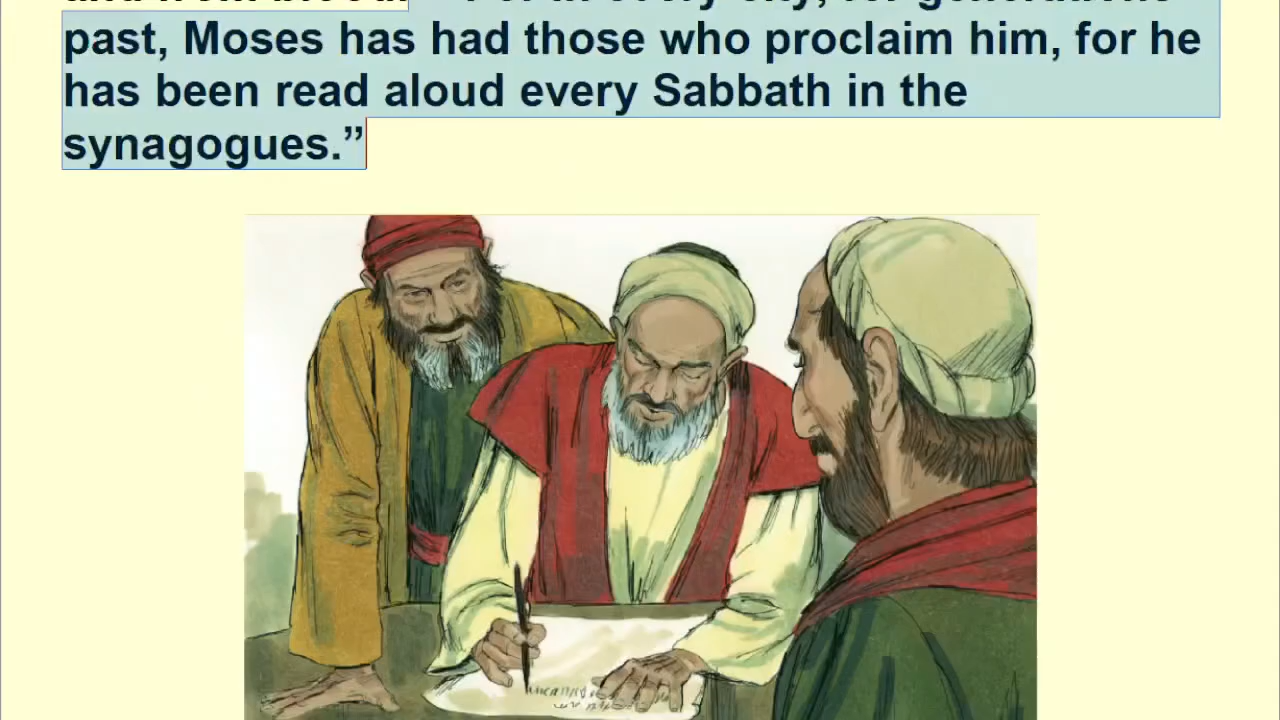 past, Moses has had those who proclaim him, for he
has been read aloud every Sabbath in the
synagogues.”